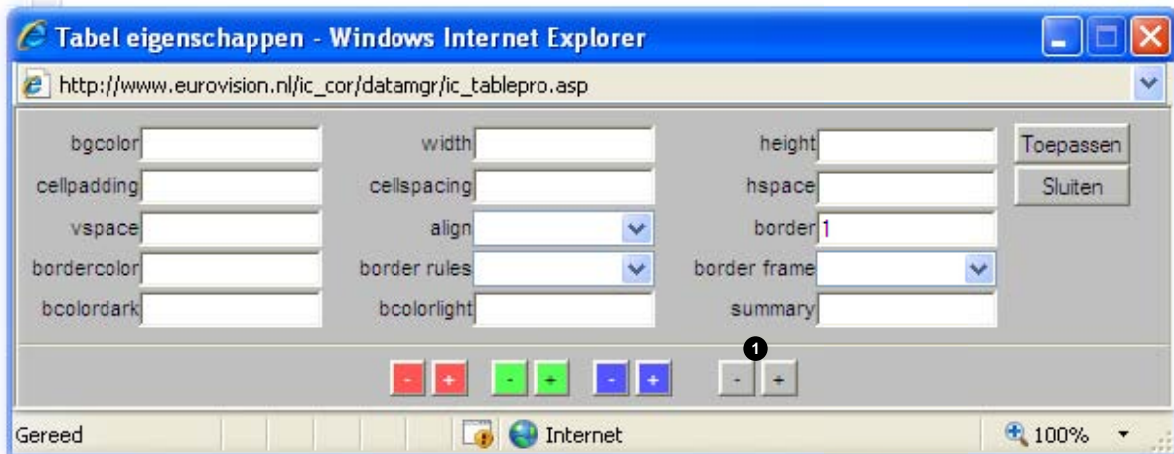 Tabel eigenschappen - Windows Internet Explorer
http://www.eurovision.nl/ic_cor/datamgr/ic_tablepro.asp
bgcolor width height Toepassen
cellpadding cellspacing hspace Sluiten
vspace align border 1
bordercolor border rules border frame
bcolordark bcolorlight summary
1
- + - + - + - +
Gereed Internet 100%